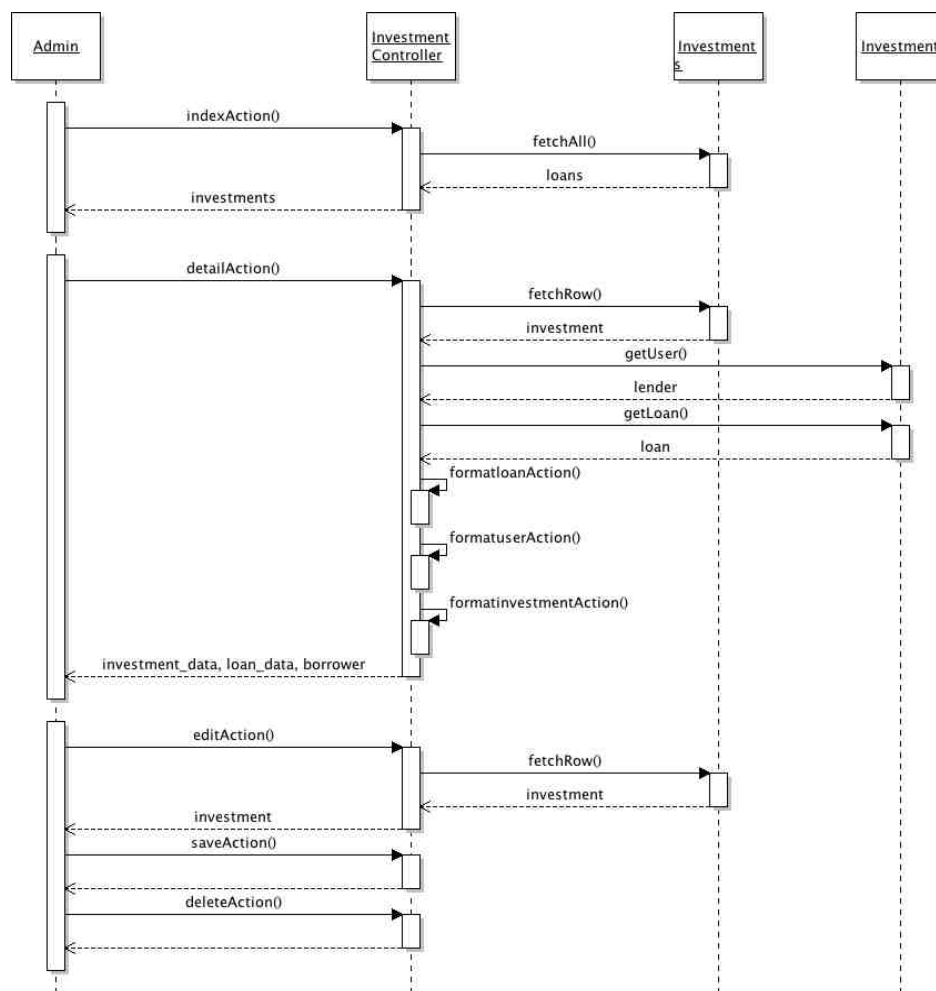 Admin
Investment
Controller
Investment
s
Investment
indexAction()
fetchAll()
loans
investments
detailAction()
fetchRow()
investment
getUser()
lender
getLoan()
loan
formatloanAction()
formatuserAction()
formatinvestmentAction()
investment_data, loan_data, borrower
editAction()
fetchRow()
investment
investment
saveAction()
deleteAction()